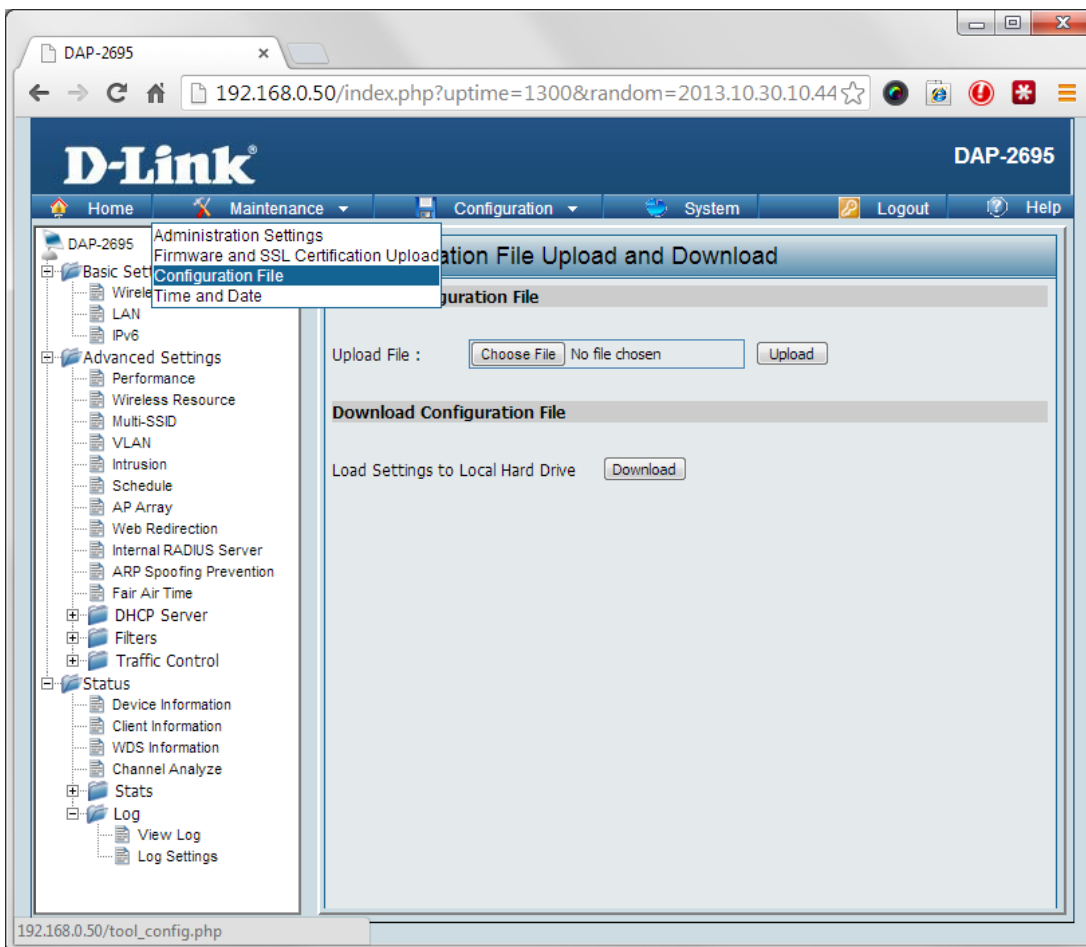 DAP-2695
192.168.0.50/index.php?uptime=1300&random=2013.10.30.10.44
D-Link®
DAP-2695
Home Maintenance Configuration System Logout Help
Administration Settings
Firmware and SSL Certification Upload
Configuration File
Time and Date
DAP-2695
Basic Set
Wirele
LAN
IPv6
Advanced Settings
Performance
Wireless Resource
Multi-SSID
VLAN
Intrusion
Schedule
AP Array
Web Redirection
Internal RADIUS Server
ARP Spoofing Prevention
Fair Air Time
DHCP Server
Filters
Traffic Control
Status
Device Information
Client Information
WDS Information
Channel Analyze
Stats
Log
View Log
Log Settings
ation File Upload and Download
guration File
Upload File : Choose File No file chosen Upload
Download Configuration File
Load Settings to Local Hard Drive Download
192.168.0.50/tool_config.php